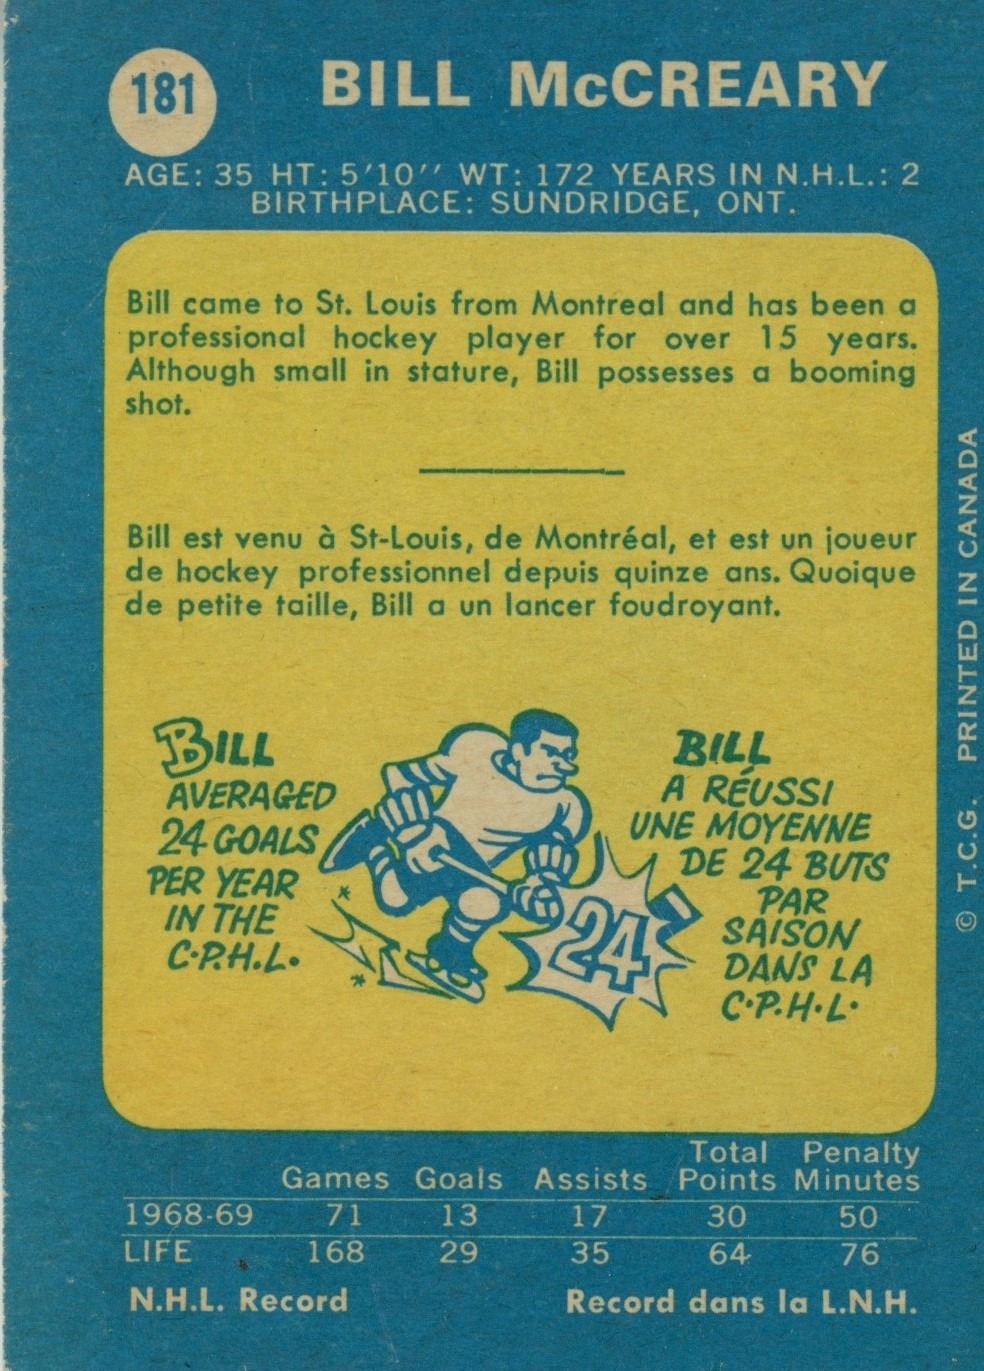 181
BILL McCREARY
AGE: 35 HT: 5'10'' WT: 172 YEARS IN N.H.L.: 2
BIRTHPLACE: SUNDRIDGE, ONT.
Bill came to St. Louis from Montreal and has been a
professional hockey player for over 15 years.
Although small in stature, Bill possesses a booming
shot.
Bill est venu à St-Louis, de Montréal, et est un joueur
de hockey professionnel depuis quinze ans. Quoique
de petite taille, Bill a un lancer foudroyant.
BILL
AVERAGED
24 GOALS
PER YEAR
IN THE
C.P.H.L.
24
BILL
A RÉUSSI
UNE MOYENNE
DE 24 BUTS
PAR
SAISON
DANS LA
C.P.H.L.
Games Goals Assists Total Points Penalty Minutes
1968-69 71 13 17 30 50
LIFE 168 29 35 64 76
N.H.L. Record Record dans la L.N.H.
© T.C.G. PRINTED IN CANADA